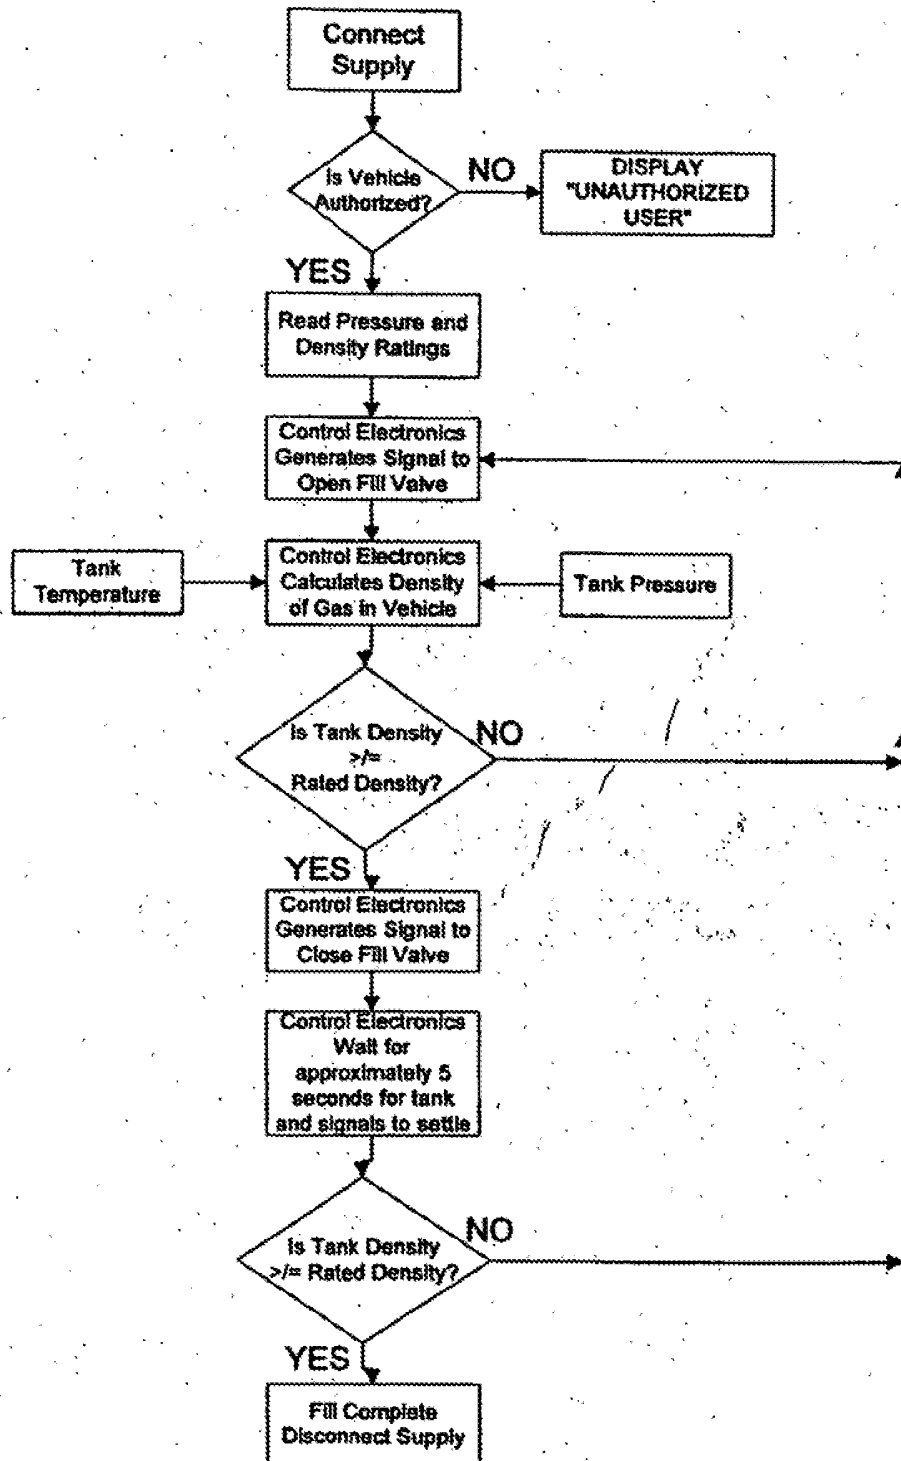 Connect
Supply
Is Vehicle
Authorized?
NO
DISPLAY
"UNAUTHORIZED
USER"
YES
Read Pressure and
Density Ratings
Control Electronics
Generates Signal to
Open Fill Valve
Tank
Temperature
Control Electronics
Calculates Density
of Gas in Vehicle
Tank Pressure
Is Tank Density
>/=
Rated Density?
NO
YES
Control Electronics
Generates Signal to
Close Fill Valve
Control Electronics
Wait for
approximately 5
seconds for tank
and signals to settle
Is Tank Density
>/= Rated Density?
NO
YES
Fill Complete
Disconnect Supply